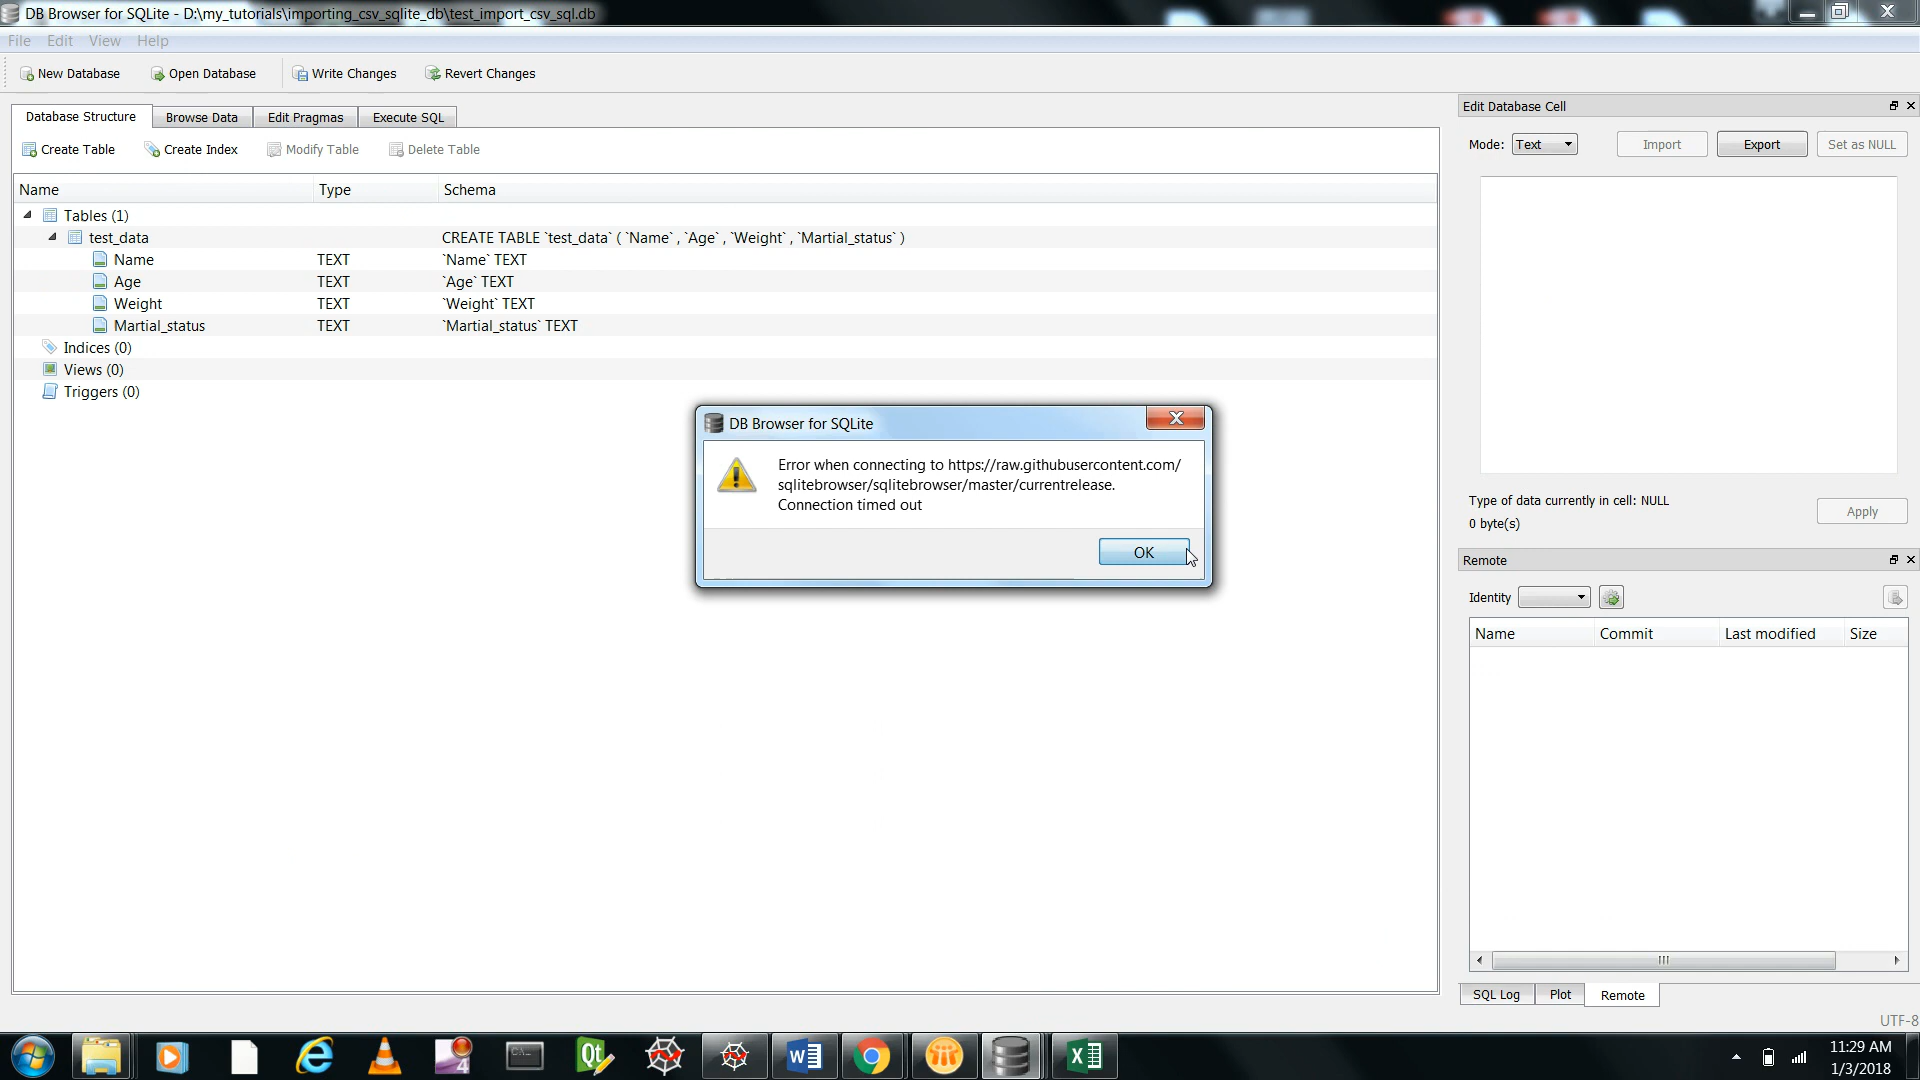 DB Browser for SQLite - D:\my_tutorials\importing_csv_sqlite_db\test_import_csv_sql.db
File Edit View Help
New Database Open Database Write Changes Revert Changes
Database Structure Browse Data Edit Pragmas Execute SQL
Create Table Create Index Modify Table Delete Table
Name Type Schema
Tables (1)
test_data CREATE TABLE `test_data` ( `Name` , `Age` , `Weight` , `Martial_status` )
Name TEXT `Name` TEXT
Age TEXT `Age` TEXT
Weight TEXT `Weight` TEXT
Martial_status TEXT `Martial_status` TEXT
Indices (0)
Views (0)
Triggers (0)
DB Browser for SQLite
Error when connecting to https://raw.githubusercontent.com/
sqlitebrowser/sqlitebrowser/master/currentrelease.
Connection timed out
OK
Edit Database Cell
Mode: Text Import Export Set as NULL
Type of data currently in cell: NULL
0 byte(s)
Apply
Remote
Identity
Name Commit Last modified Size
SQL Log Plot Remote
UTF-8
11:29 AM
1/3/2018